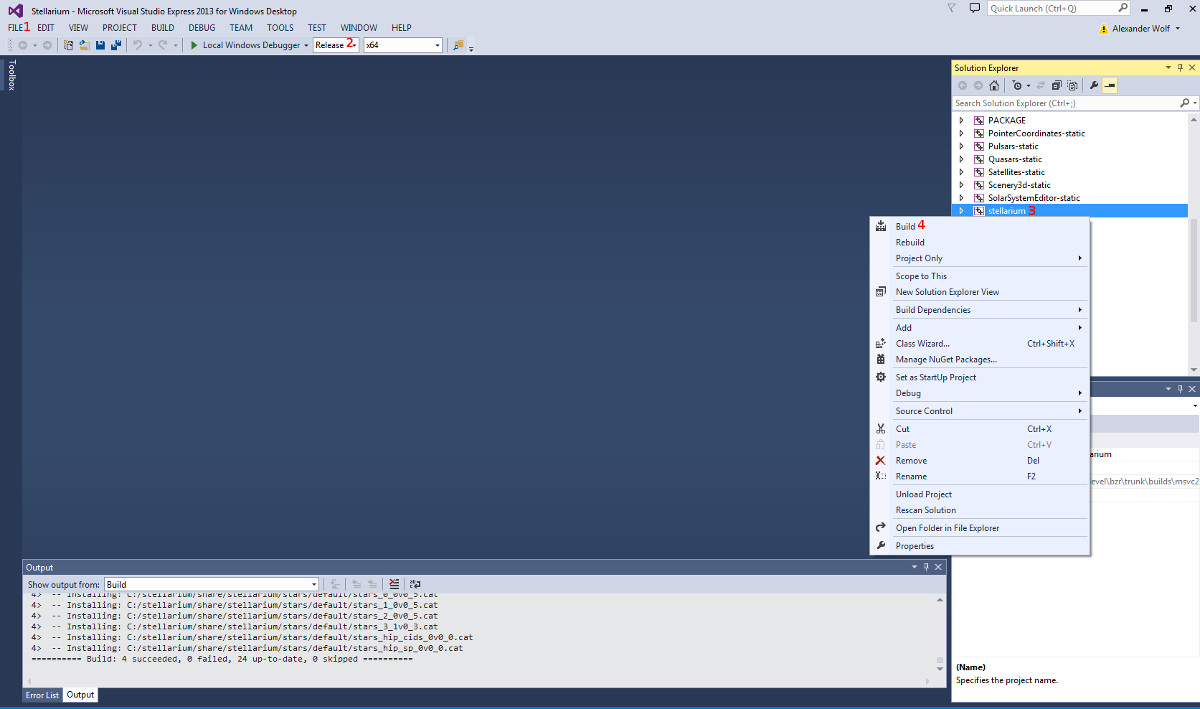 Stellarium - Microsoft Visual Studio Express 2013 for Windows Desktop
Quick Launch (Ctrl+Q)
FILE 1 EDIT VIEW PROJECT BUILD DEBUG TEAM TOOLS TEST WINDOW HELP
Alexander Wolf
Local Windows Debugger Release 2 x64
Toolbox
Solution Explorer
Search Solution Explorer (Ctrl+;)
PACKAGE
PointerCoordinates-static
Pulsars-static
Quasars-static
Satellites-static
Scenery3d-static
SolarSystemEditor-static
stellarium 3
Build 4
Rebuild
Project Only
Scope to This
New Solution Explorer View
Build Dependencies
Add
Class Wizard... Ctrl+Shift+X
Manage NuGet Packages...
Set as StartUp Project
Debug
Source Control
Cut Ctrl+X
Paste Ctrl+V
Remove Del
Rename F2
Unload Project
Rescan Solution
Open Folder in File Explorer
Properties
arium
evel\bzr\trunk\builds\msvc2
(Name)
Specifies the project name.
Output
Show output from: Build
4> -- Installing: C:/stellarium/share/stellarium/stars/default/stars_0_0v0_5.cat
4> -- Installing: C:/stellarium/share/stellarium/stars/default/stars_1_0v0_5.cat
4> -- Installing: C:/stellarium/share/stellarium/stars/default/stars_2_0v0_5.cat
4> -- Installing: C:/stellarium/share/stellarium/stars/default/stars_3_1v0_3.cat
4> -- Installing: C:/stellarium/share/stellarium/stars/default/stars_hip_cids_0v0_0.cat
4> -- Installing: C:/stellarium/share/stellarium/stars/default/stars_hip_sp_0v0_0.cat
========== Build: 4 succeeded, 0 failed, 24 up-to-date, 0 skipped ==========
Error List Output